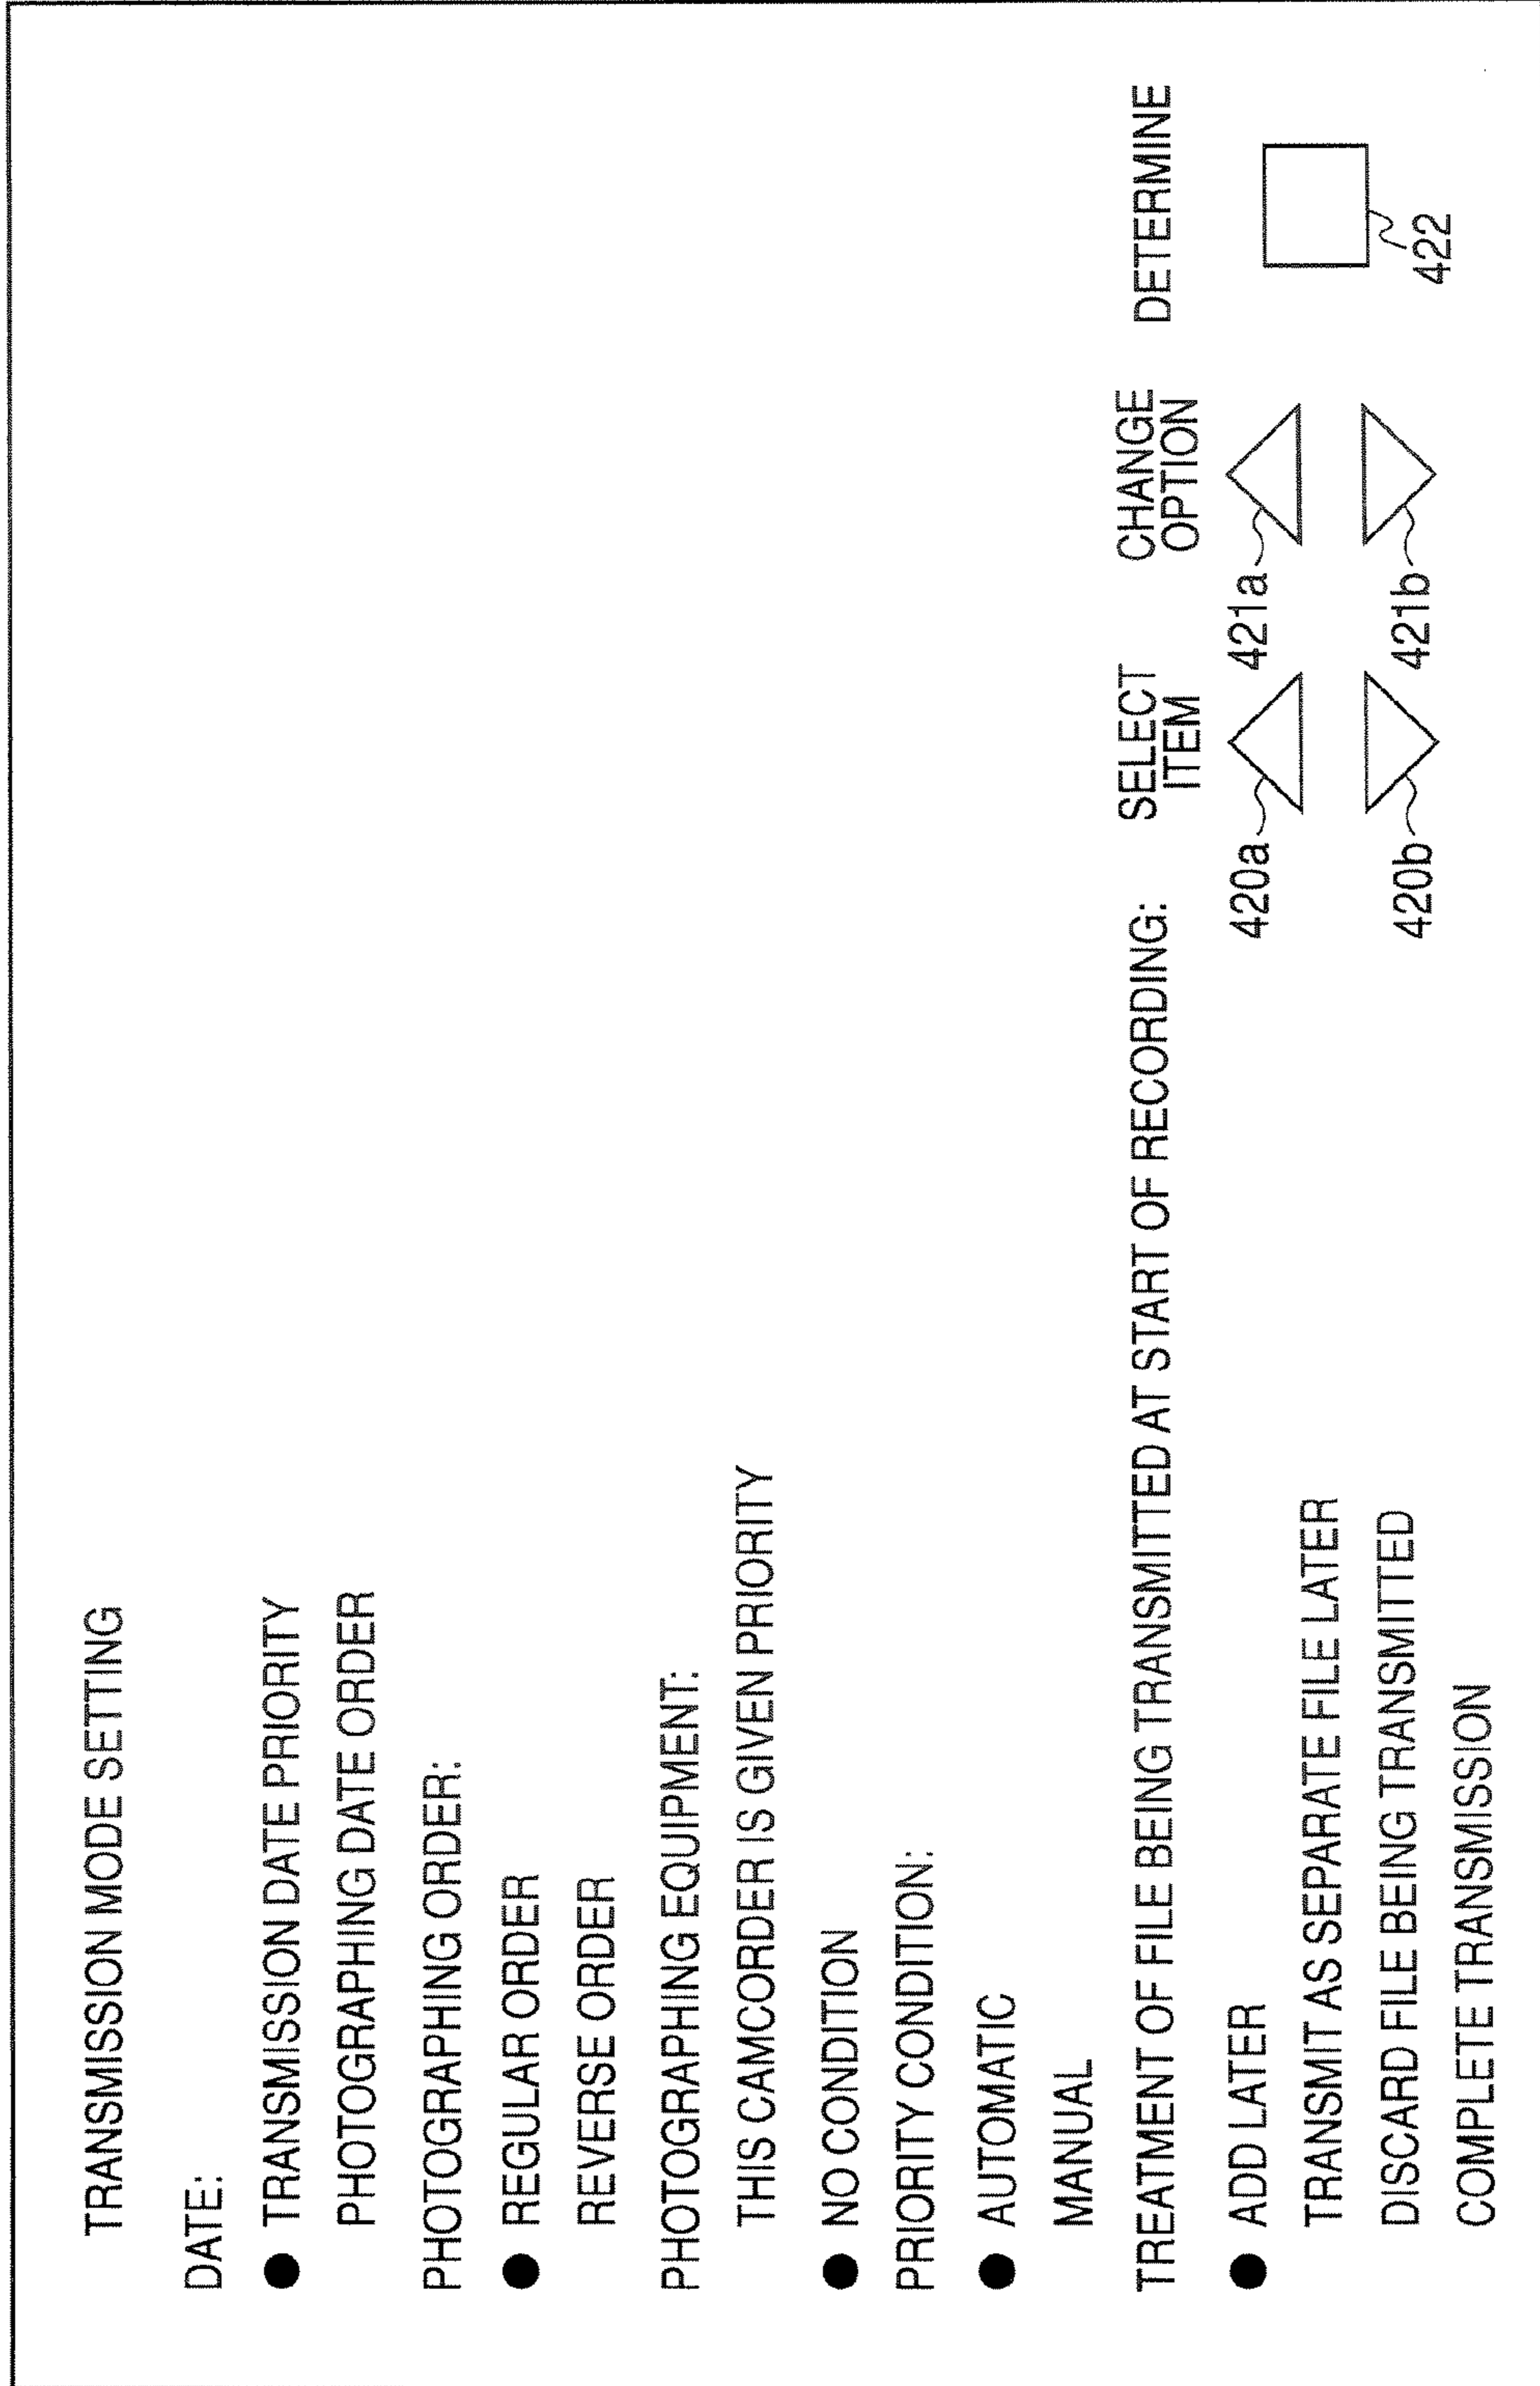 TRANSMISSION MODE SETTING
DATE:
● TRANSMISSION DATE PRIORITY
PHOTOGRAPHING DATE ORDER
PHOTOGRAPHING ORDER:
● REGULAR ORDER
REVERSE ORDER
PHOTOGRAPHING EQUIPMENT:
THIS CAMCORDER IS GIVEN PRIORITY
● NO CONDITION
PRIORITY CONDITION:
● AUTOMATIC
MANUAL
TREATMENT OF FILE BEING TRANSMITTED AT START OF RECORDING:
● ADD LATER
TRANSMIT AS SEPARATE FILE LATER
DISCARD FILE BEING TRANSMITTED
COMPLETE TRANSMISSION
SELECT
ITEM
420a
420b
CHANGE
OPTION
421a
421b
DETERMINE
422